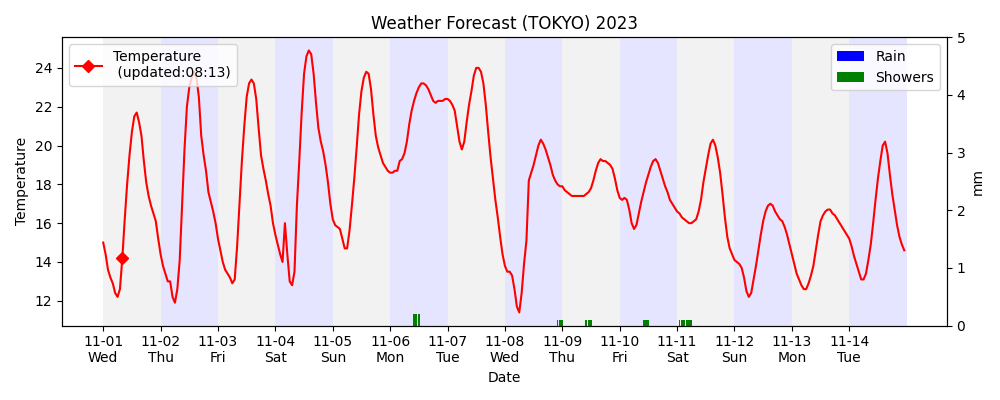 Weather Forecast (TOKYO) 2023
Temperature
(updated:08:13)
Rain
Showers
Temperature
24
22
20
18
16
14
12
5
4
3
2
1
0
mm
11-01 11-02 11-03 11-04 11-05 11-06 11-07 11-08 11-09 11-10 11-11 11-12 11-13 11-14
Wed Thu Fri Sat Sun Mon Tue Wed Thu Fri Sat Sun Mon Tue
Date